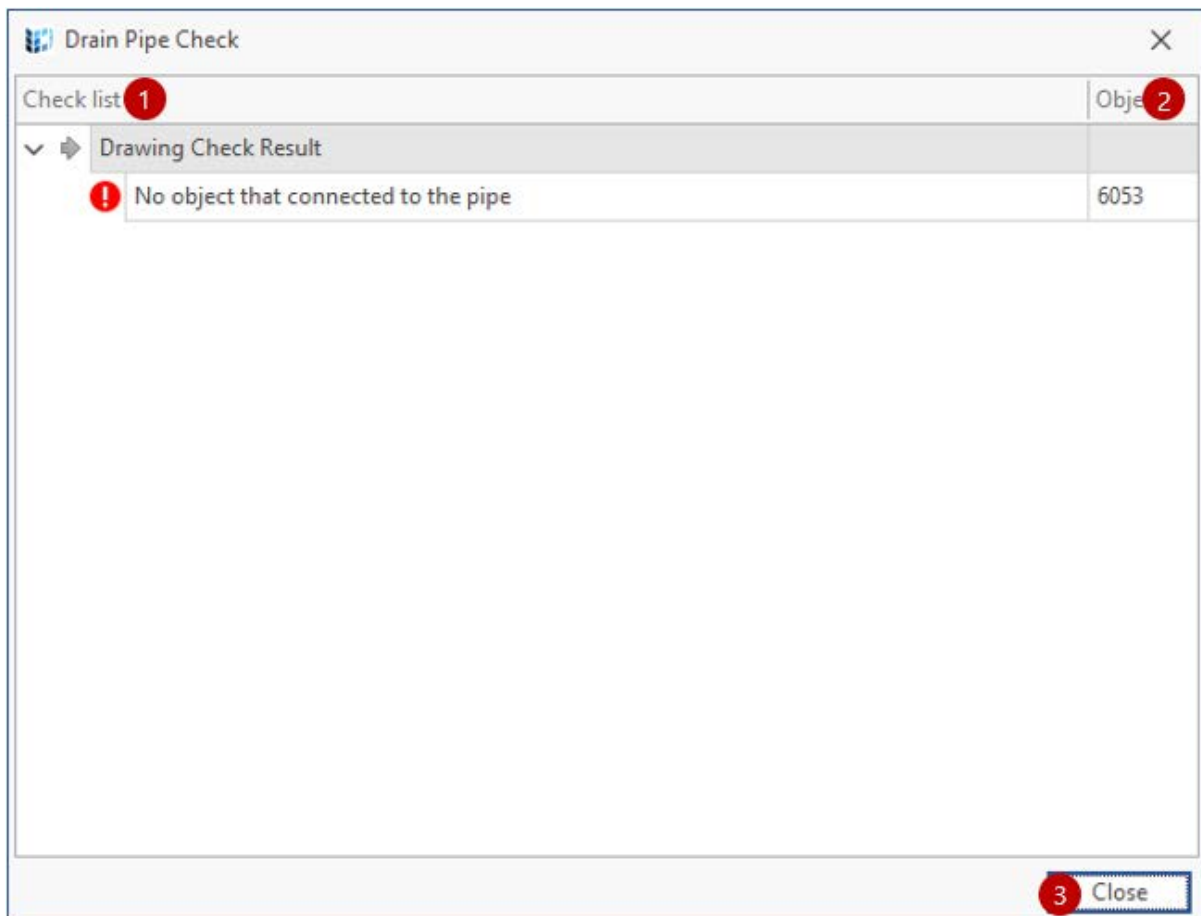 Drain Pipe Check
Check list 1
Obje 2
Drawing Check Result
No object that connected to the pipe
6053
3 Close